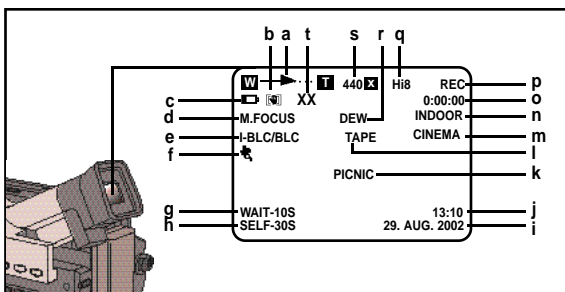 b a t s r q
W T 440 X Hi8 REC p
c XX 0:00:00 o
d M.FOCUS DEW INDOOR n
e I-BLC/BLC TAPE CINEMA m
f l
PICNIC k
g WAIT-10S 13:10 j
h SELF-30S 29. AUG. 2002 i